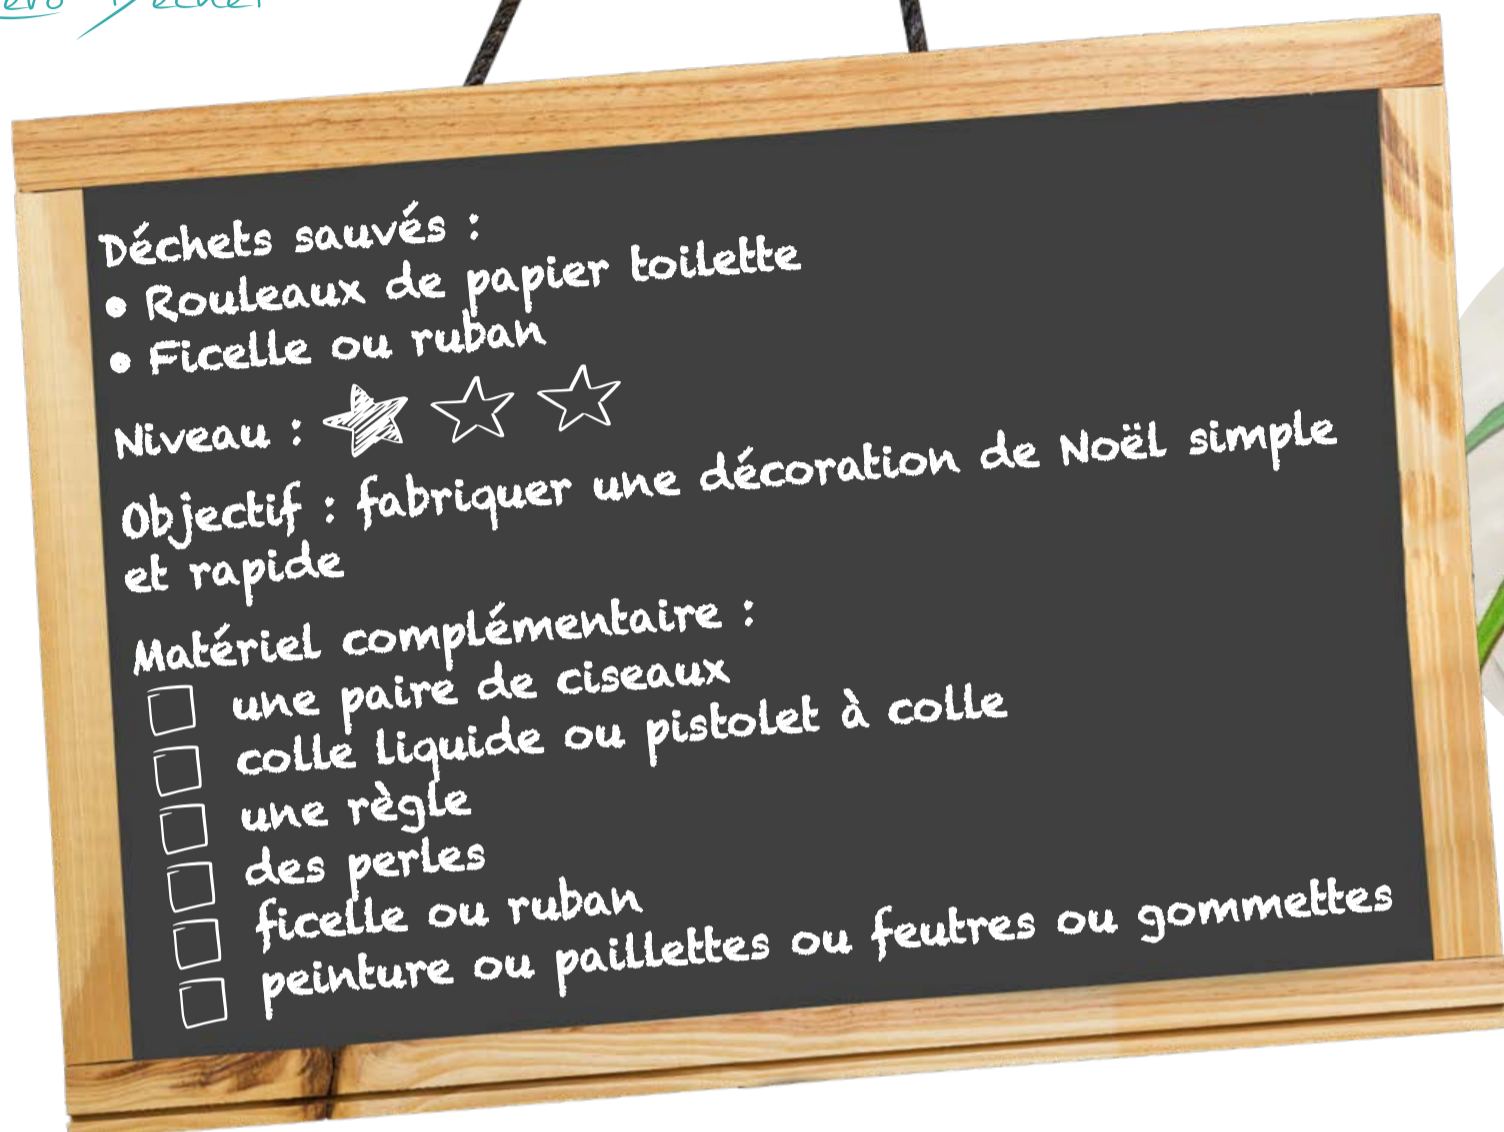 Déchet
Déchets sauvés :
• Rouleaux de papier toilette
• Ficelle ou ruban
Niveau :
Objectif : fabriquer une décoration de Noël simple
et rapide
Matériel complémentaire :
une paire de ciseaux
colle liquide ou pistolet à colle
une règle
des perles
ficelle ou ruban
peinture ou paillettes ou feutres ou gommettes